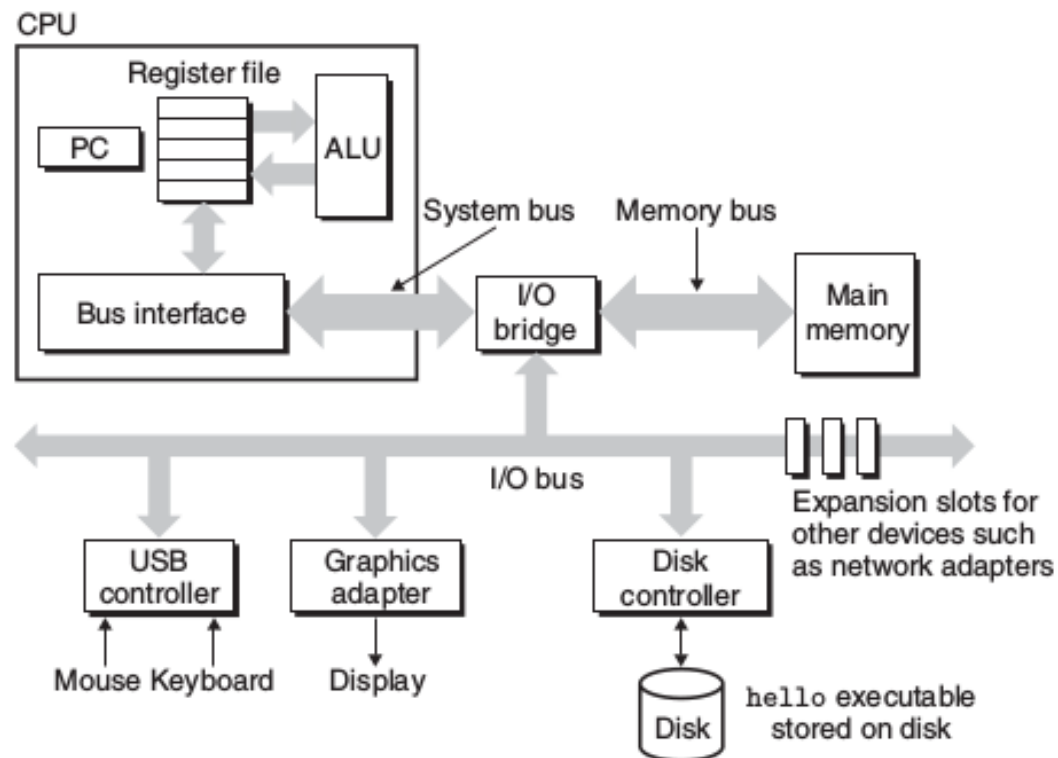 CPU
Register file
PC
ALU
System bus
Memory bus
Bus interface
I/O
bridge
Main
memory
I/O bus
Expansion slots for
other devices such
as network adapters
USB
controller
Graphics
adapter
Disk
controller
Mouse Keyboard
Display
Disk
hello executable
stored on disk